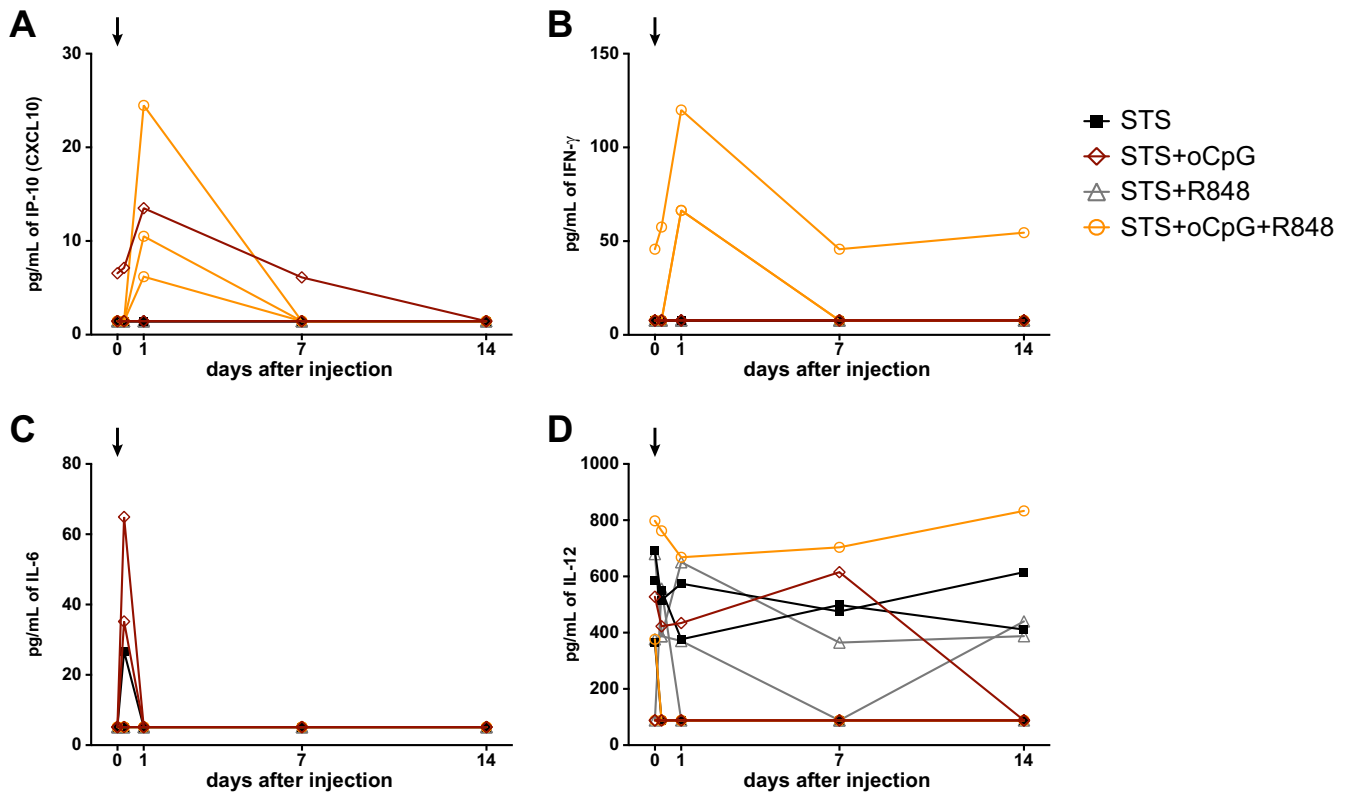 A
pg/mL of IP-10 (CXCL10)
30
20
10
0
0 1 7 14
days after injection
B
pg/mL of IFN-γ
150
100
50
0
0 1 7 14
days after injection
STS
STS+oCpG
STS+R848
STS+oCpG+R848
C
pg/mL of IL-6
80
60
40
20
0
0 1 7 14
days after injection
D
pg/mL of IL-12
1000
800
600
400
200
0
0 1 7 14
days after injection